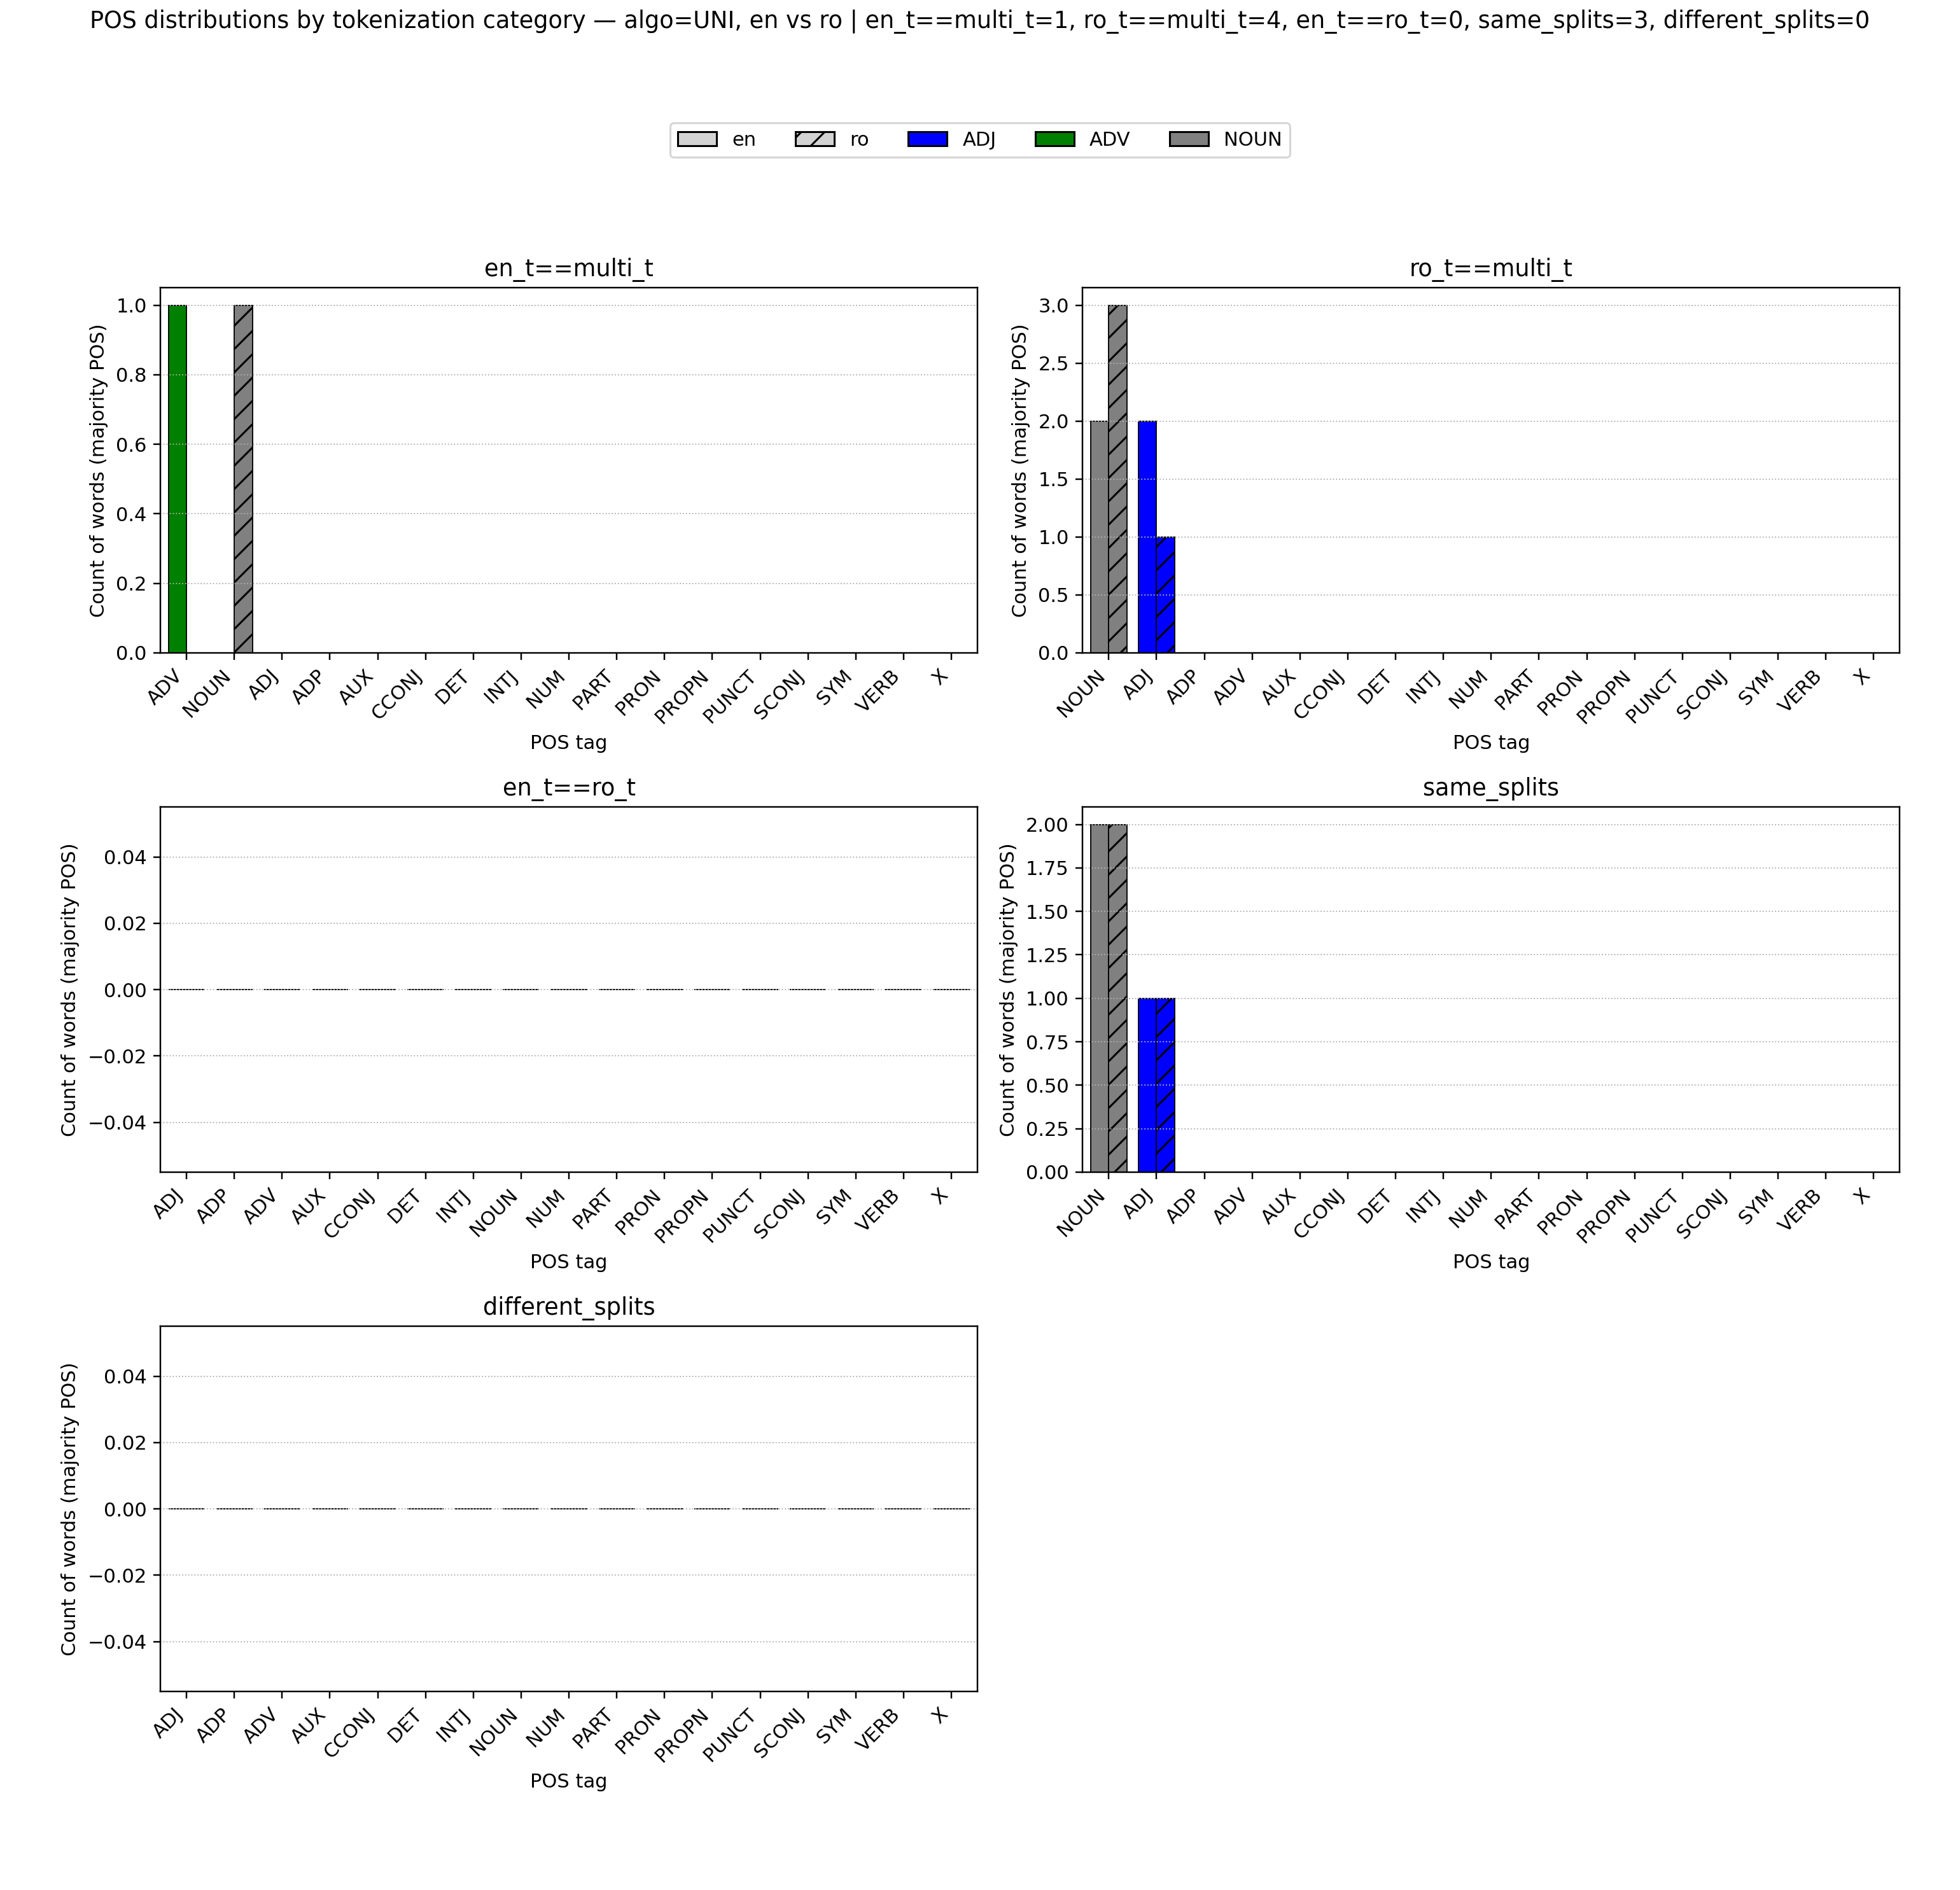 POS distributions by tokenization category — algo=UNI, en vs ro | en_t==multi_t=1, ro_t==multi_t=4, en_t==ro_t=0, same_splits=3, different_splits=0
en ro ADJ ADV NOUN
en_t==multi_t
Count of words (majority POS)
1.0
0.8
0.6
0.4
0.2
0.0
ADV NOUN ADJ ADP AUX CCONJ DET INTJ NUM PART PRON PROPN PUNCT SCONJ SYM VERB X
POS tag
ro_t==multi_t
Count of words (majority POS)
3.0
2.5
2.0
1.5
1.0
0.5
0.0
NOUN ADJ ADP ADV AUX CCONJ DET INTJ NUM PART PRON PROPN PUNCT SCONJ SYM VERB X
POS tag
en_t==ro_t
Count of words (majority POS)
0.04
0.02
0.00
−0.02
−0.04
ADJ ADP ADV AUX CCONJ DET INTJ NOUN NUM PART PRON PROPN PUNCT SCONJ SYM VERB X
POS tag
same_splits
Count of words (majority POS)
2.00
1.75
1.50
1.25
1.00
0.75
0.50
0.25
0.00
NOUN ADJ ADP ADV AUX CCONJ DET INTJ NUM PART PRON PROPN PUNCT SCONJ SYM VERB X
POS tag
different_splits
Count of words (majority POS)
0.04
0.02
0.00
−0.02
−0.04
ADJ ADP ADV AUX CCONJ DET INTJ NOUN NUM PART PRON PROPN PUNCT SCONJ SYM VERB X
POS tag